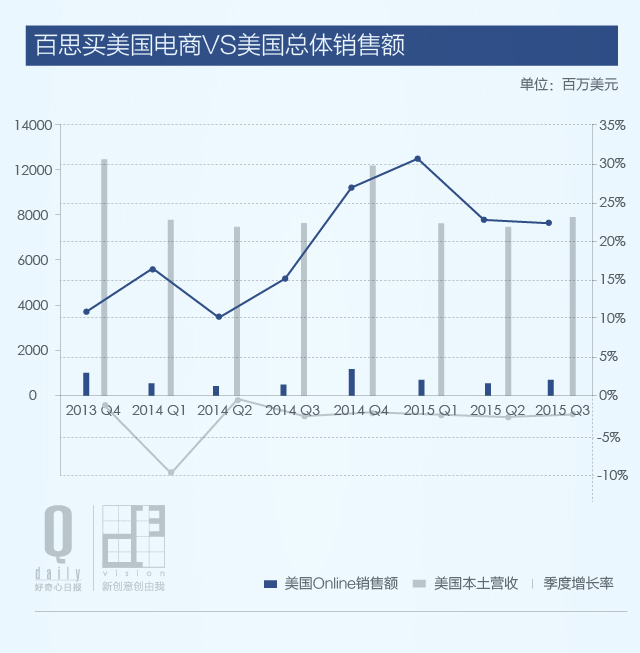 百思买美国电商VS美国总体销售额
单位：百万美元
14000 35%
12000 30%
8000 25%
6000 20%
4000 15%
2000 10%
0 5%
0%
-5%
-10%
2013 Q4 2014 Q1 2014 Q2 2014 Q3 2014 Q4 2015 Q1 2015 Q2 2015 Q3
Q
daily
好奇心日报
vision
新创意创由我
美国Online销售额 美国本土营收 季度增长率